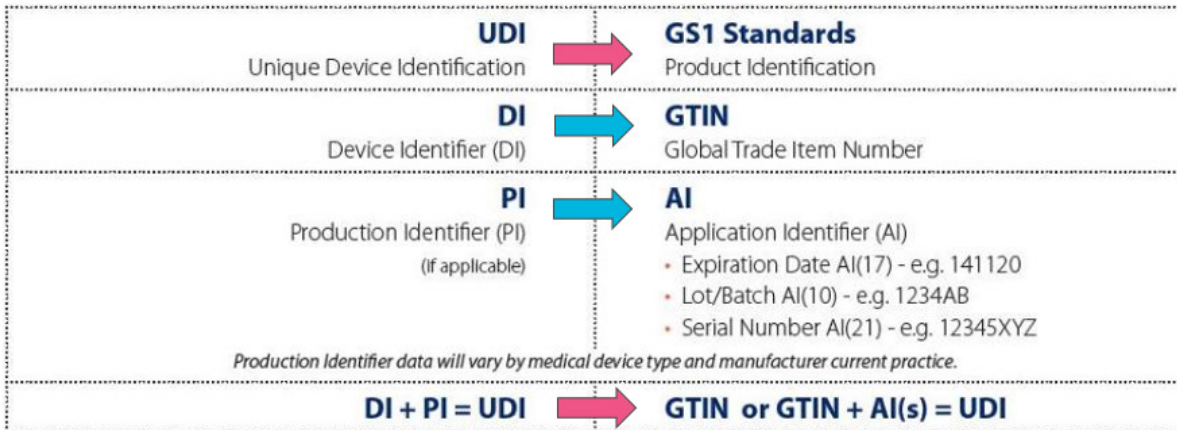 UDI
GS1 Standards
Unique Device Identification
Product Identification
DI
GTIN
Device Identifier (DI)
Global Trade Item Number
PI
AI
Production Identifier (PI)
Application Identifier (AI)
(if applicable)
• Expiration Date AI(17) - e.g. 141120
• Lot/Batch AI(10) - e.g. 1234AB
• Serial Number AI(21) - e.g. 12345XYZ
Production Identifier data will vary by medical device type and manufacturer current practice.
DI + PI = UDI
GTIN or GTIN + AI(s) = UDI